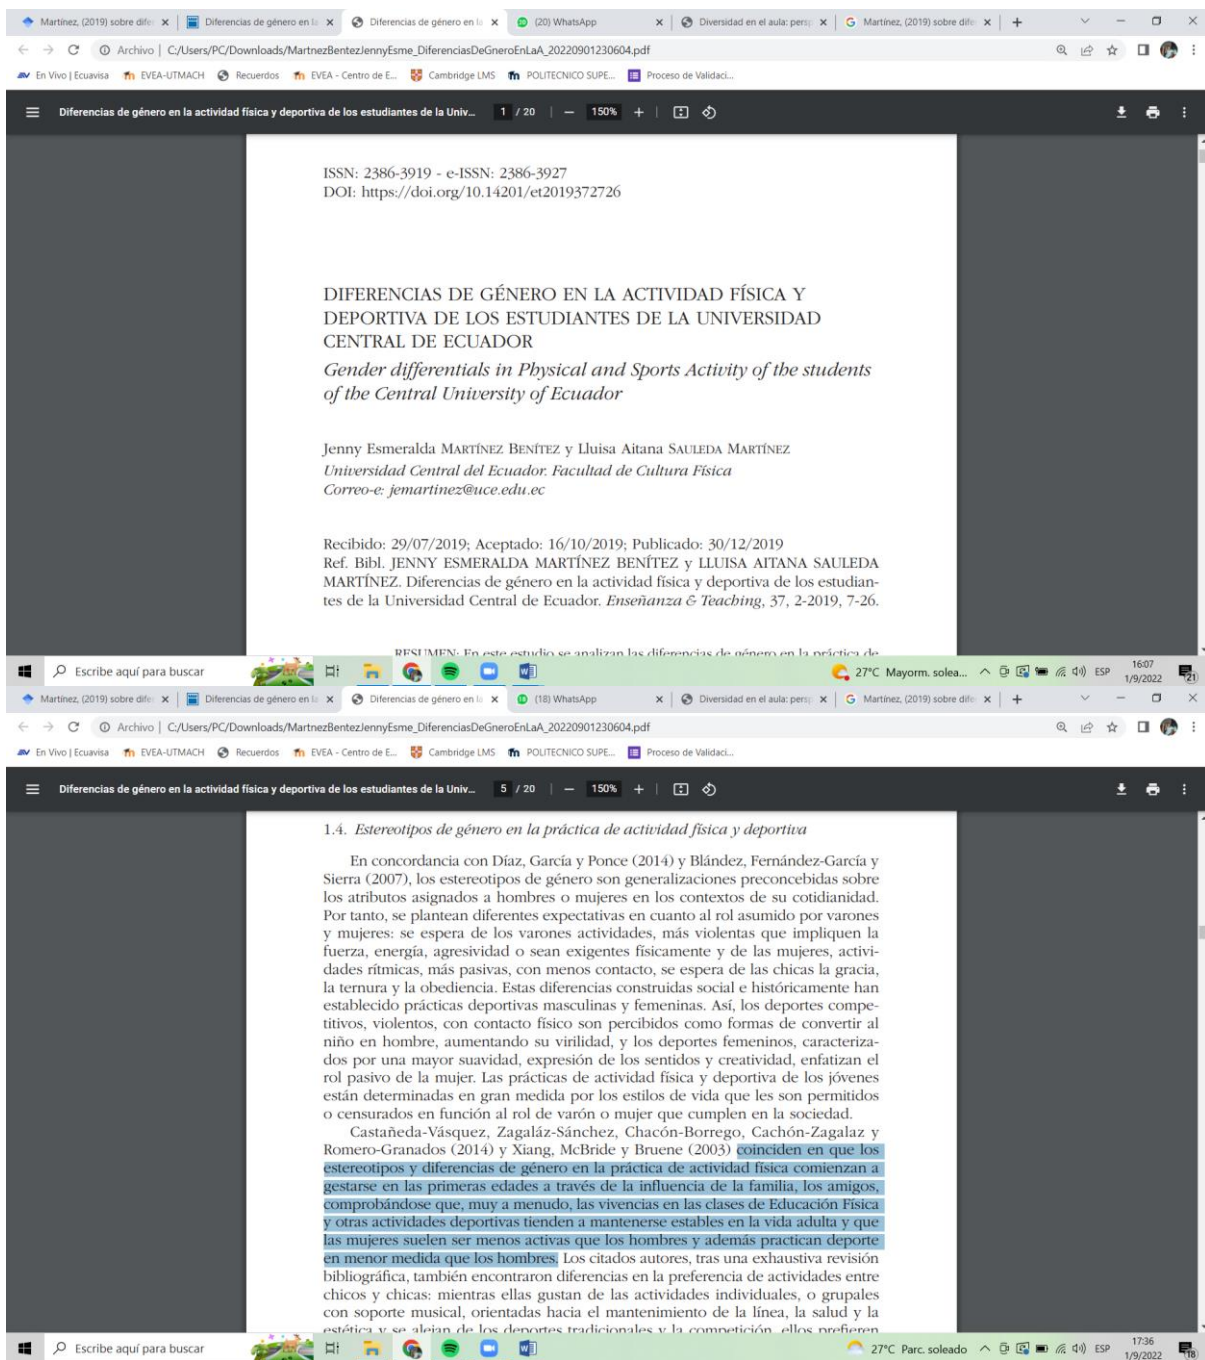 Martínez, (2019) sobre dife
Diferencias de género en la
Diferencias de género en la
(20) WhatsApp
Diversidad en el aula: persp
Martínez, (2019) sobre dife
Archivo | C:/Users/PC/Downloads/MartnezBentezJennyEsme_DiferenciasDeGneroEnLaA_20220901230604.pdf
En Vivo | Ecuavisa
EVEA-UTMACH
Recuerdos
EVEA - Centro de E...
Cambridge LMS
POLITECNICO SUPE...
Proceso de Validaci...
Diferencias de género en la actividad física y deportiva de los estudiantes de la Univ...
1 / 20
150%
ISSN: 2386-3919 - e-ISSN: 2386-3927
DOI: https://doi.org/10.14201/et2019372726
DIFERENCIAS DE GÉNERO EN LA ACTIVIDAD FÍSICA Y
DEPORTIVA DE LOS ESTUDIANTES DE LA UNIVERSIDAD
CENTRAL DE ECUADOR
Gender differentials in Physical and Sports Activity of the students
of the Central University of Ecuador
Jenny Esmeralda MARTÍNEZ BENÍTEZ y Lluisa Aitana SAULEDA MARTÍNEZ
Universidad Central del Ecuador. Facultad de Cultura Física
Correo-e: jemartinez@uce.edu.ec
Recibido: 29/07/2019; Aceptado: 16/10/2019; Publicado: 30/12/2019
Ref. Bibl. JENNY ESMERALDA MARTÍNEZ BENÍTEZ y LLUISA AITANA SAULEDA
MARTÍNEZ. Diferencias de género en la actividad física y deportiva de los estudian-
tes de la Universidad Central de Ecuador. Enseñanza & Teaching, 37, 2-2019, 7-26.
RESUMEN: En este estudio se analizan las diferencias de género en la práctica de
Escribe aquí para buscar
27°C Mayorm. solea...
ESP
16:07
1/9/2022
21
Martínez, (2019) sobre dife
Diferencias de género en la
Diferencias de género en la
(18) WhatsApp
Diversidad en el aula: persp
Martínez, (2019) sobre dife
Archivo | C:/Users/PC/Downloads/MartnezBentezJennyEsme_DiferenciasDeGneroEnLaA_20220901230604.pdf
En Vivo | Ecuavisa
EVEA-UTMACH
Recuerdos
EVEA - Centro de E...
Cambridge LMS
POLITECNICO SUPE...
Proceso de Validaci...
Diferencias de género en la actividad física y deportiva de los estudiantes de la Univ...
5 / 20
150%
1.4. Estereotipos de género en la práctica de actividad física y deportiva
En concordancia con Díaz, García y Ponce (2014) y Blández, Fernández-García y
Sierra (2007), los estereotipos de género son generalizaciones preconcebidas sobre
los atributos asignados a hombres o mujeres en los contextos de su cotidianidad.
Por tanto, se plantean diferentes expectativas en cuanto al rol asumido por varones
y mujeres: se espera de los varones actividades, más violentas que impliquen la
fuerza, energía, agresividad o sean exigentes físicamente y de las mujeres, activi-
dades rítmicas, más pasivas, con menos contacto, se espera de las chicas la gracia,
la ternura y la obediencia. Estas diferencias construidas social e históricamente han
establecido prácticas deportivas masculinas y femeninas. Así, los deportes compe-
titivos, violentos, con contacto físico son percibidos como formas de convertir al
niño en hombre, aumentando su virilidad, y los deportes femeninos, caracteriza-
dos por una mayor suavidad, expresión de los sentidos y creatividad, enfatizan el
rol pasivo de la mujer. Las prácticas de actividad física y deportiva de los jóvenes
están determinadas en gran medida por los estilos de vida que les son permitidos
o censurados en función al rol de varón o mujer que cumplen en la sociedad.
Castañeda-Vásquez, Zagaláz-Sánchez, Chacón-Borrego, Cachón-Zagalaz y
Romero-Granados (2014) y Xiang, McBride y Bruene (2003) coinciden en que los
estereotipos y diferencias de género en la práctica de actividad física comienzan a
gestarse en las primeras edades a través de la influencia de la familia, los amigos,
comprobándose que, muy a menudo, las vivencias en las clases de Educación Física
y otras actividades deportivas tienden a mantenerse estables en la vida adulta y que
las mujeres suelen ser menos activas que los hombres y además practican deporte
en menor medida que los hombres. Los citados autores, tras una exhaustiva revisión
bibliográfica, también encontraron diferencias en la preferencia de actividades entre
chicos y chicas: mientras ellas gustan de las actividades individuales, o grupales
con soporte musical, orientadas hacia el mantenimiento de la línea, la salud y la
estética y se alejan de los deportes tradicionales y la competición, ellos prefieren
Escribe aquí para buscar
27°C Parc. soleado
ESP
17:36
1/9/2022
18